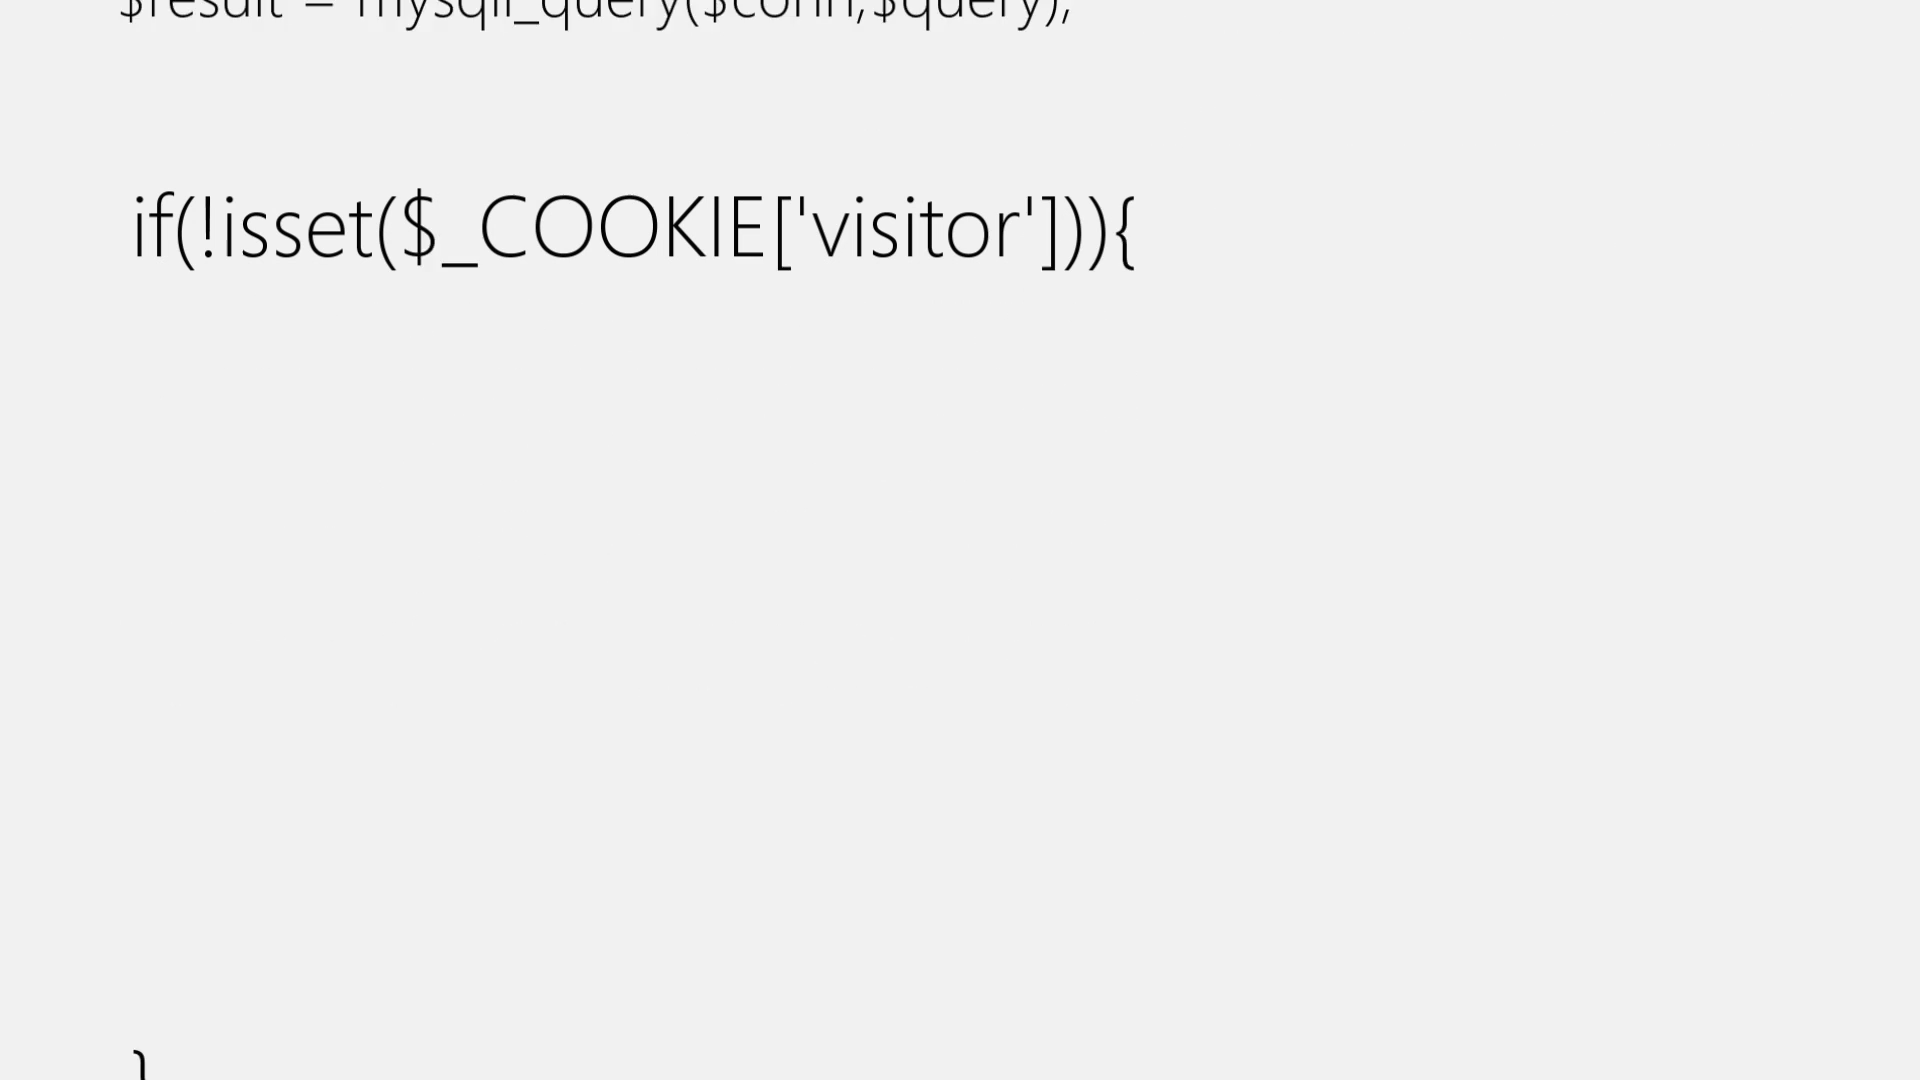 $result = mysqli_query($conn,$query);
if(!isset($_COOKIE['visitor'])){
}